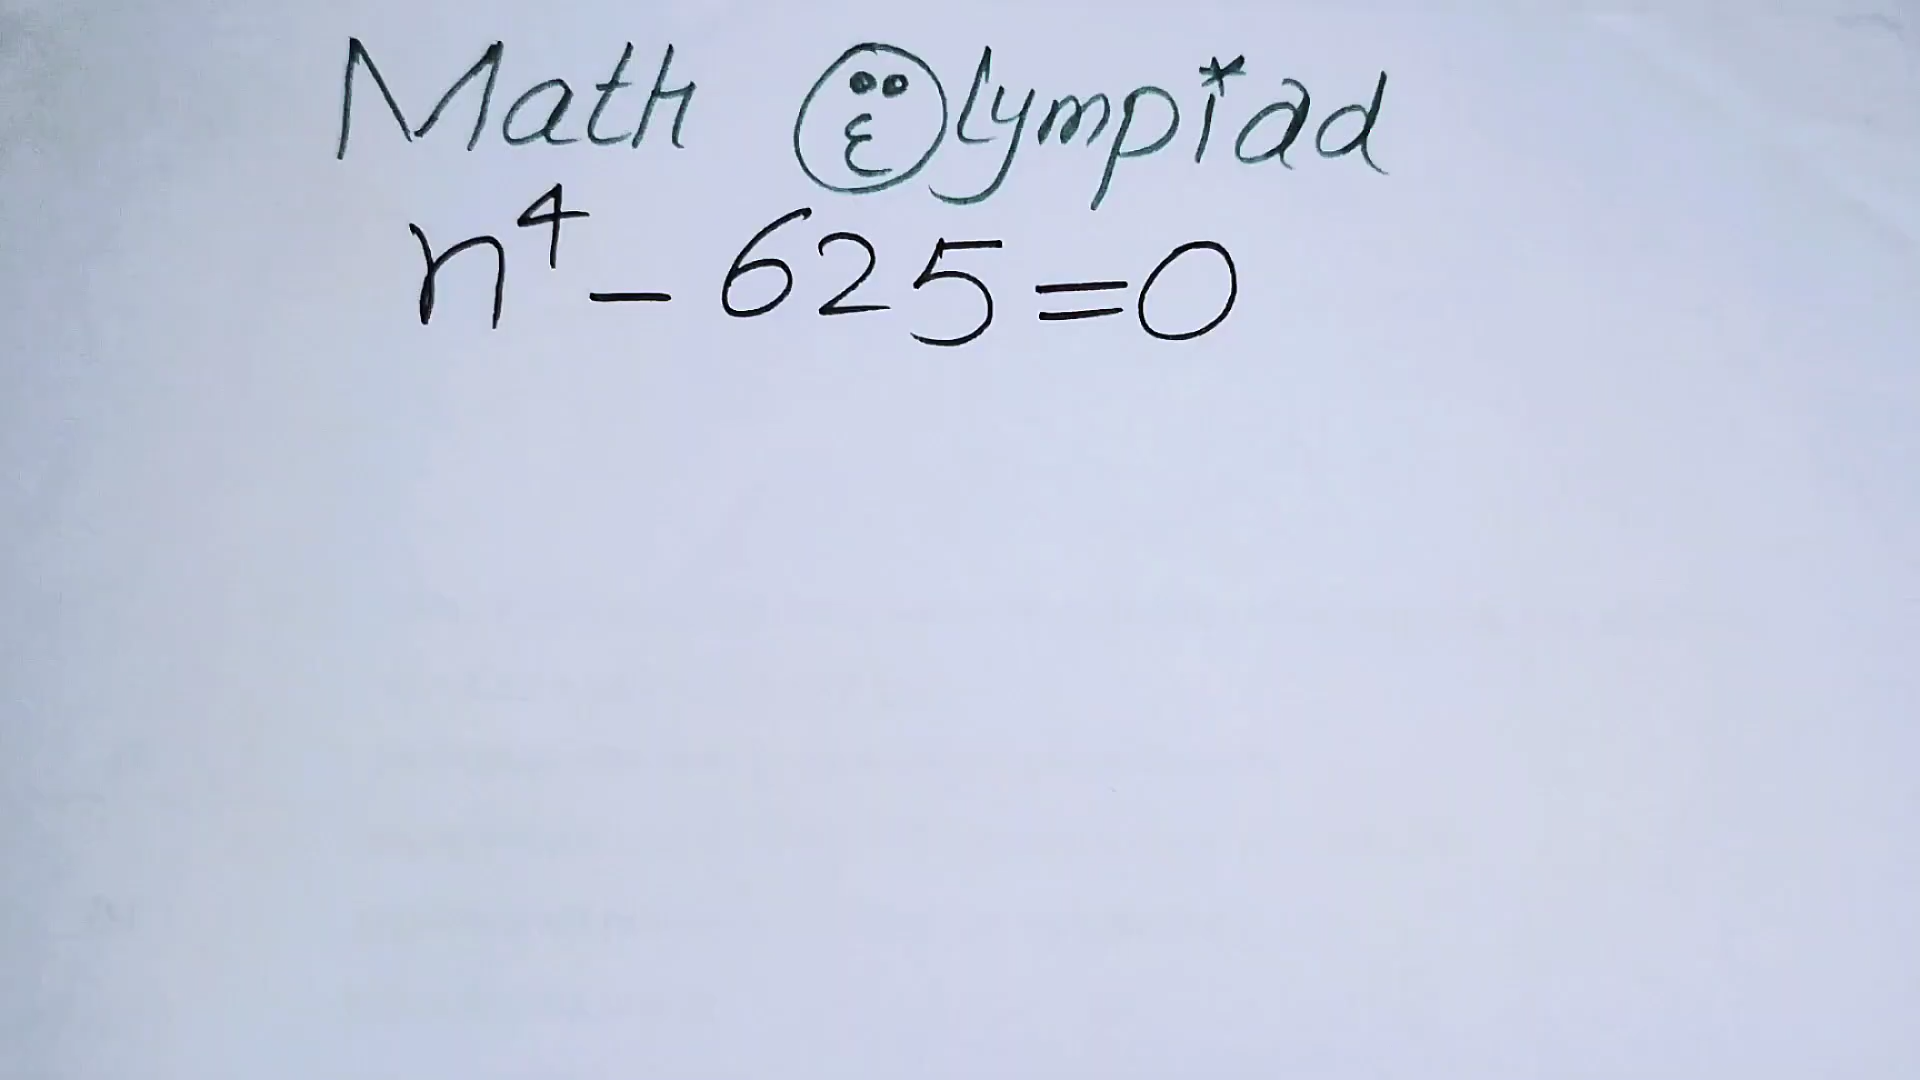 Math Olympiad
n⁴ - 625 = 0